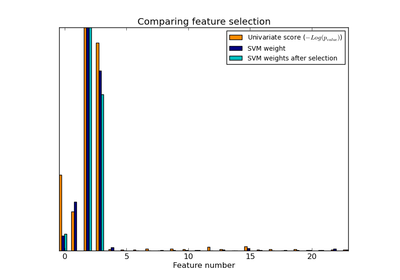 Comparing feature selection
Univariate score (−Log(p_value))
SVM weight
SVM weights after selection
0 5 10 15 20
Feature number